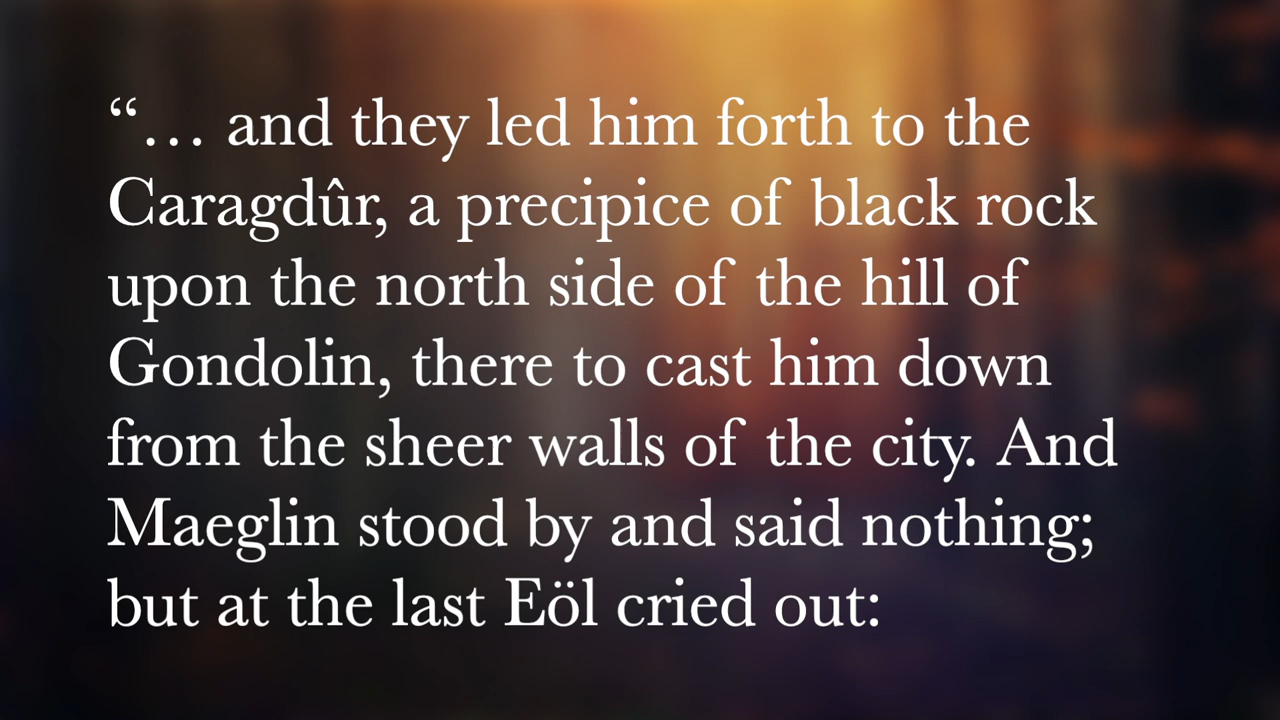 “… and they led him forth to the
Caragdûr, a precipice of black rock
upon the north side of the hill of
Gondolin, there to cast him down
from the sheer walls of the city. And
Maeglin stood by and said nothing;
but at the last Eöl cried out: